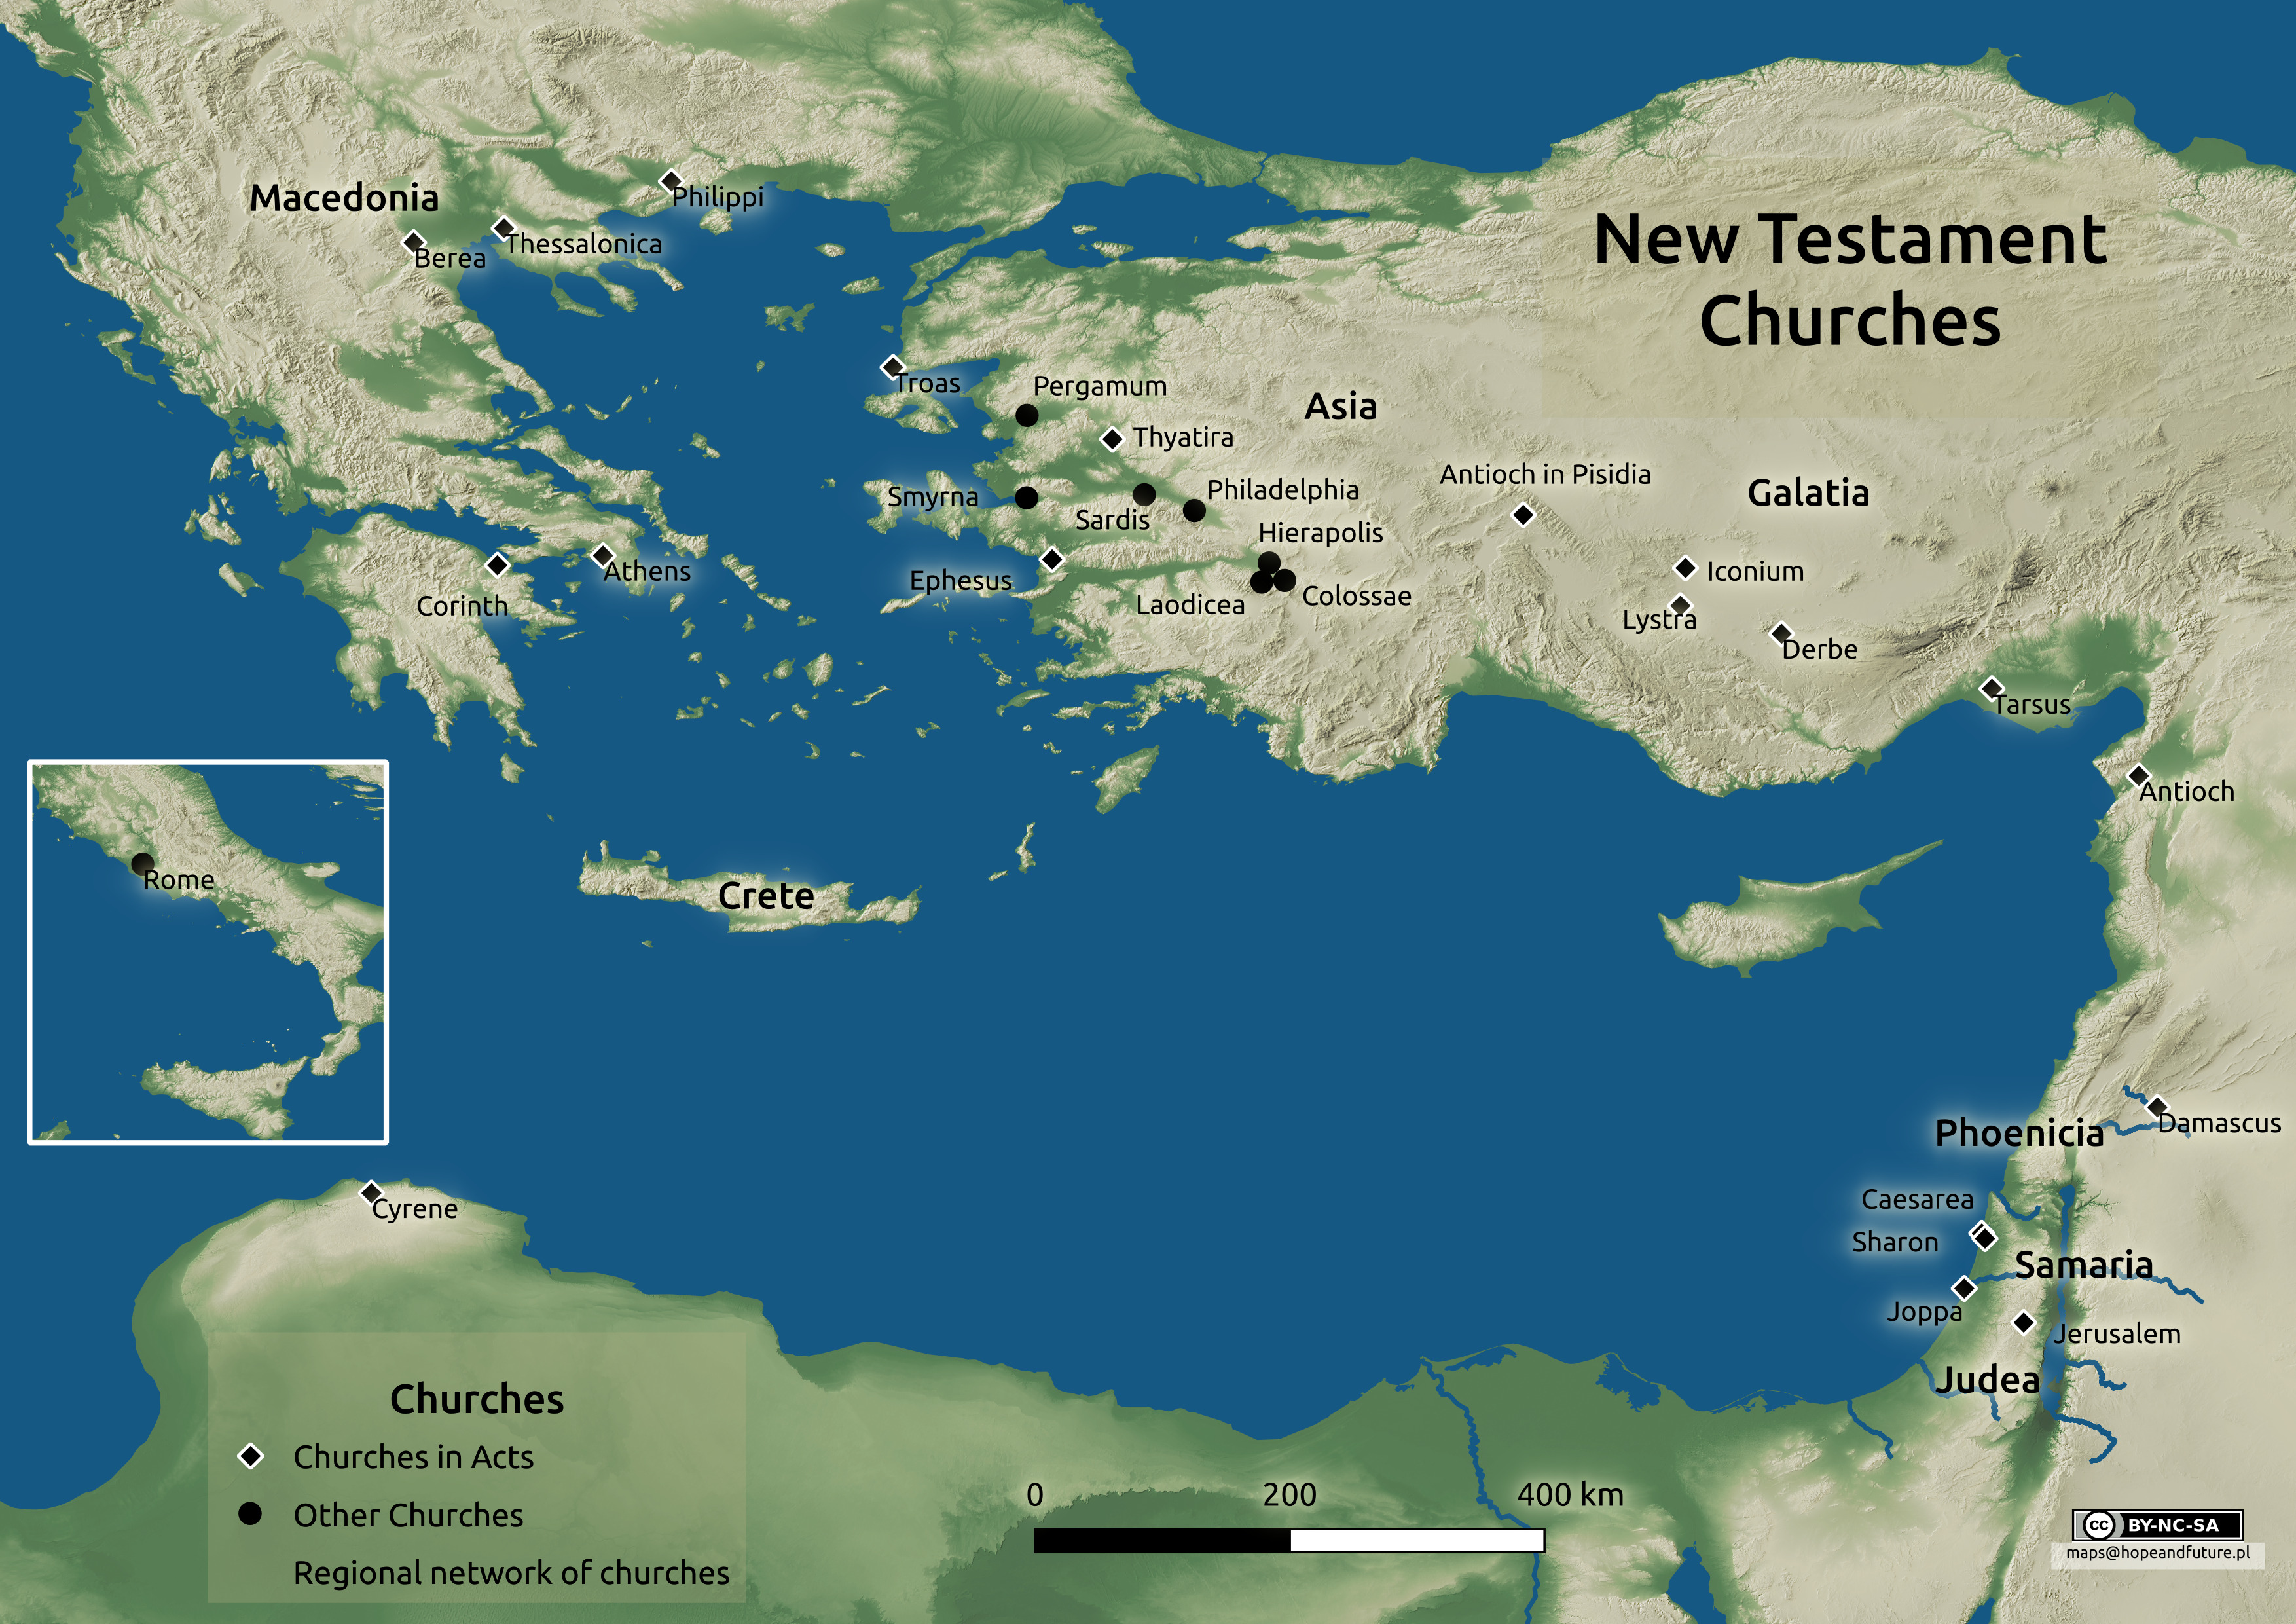 New Testament
Churches
Macedonia
Philippi
Thessalonica
Berea
Troas
Pergamum
Asia
Thyatira
Antioch in Pisidia
Galatia
Smyrna
Sardis
Philadelphia
Hierapolis
Corinth
Athens
Ephesus
Laodicea
Colossae
Iconium
Lystra
Derbe
Tarsus
Antioch
Rome
Crete
Phoenicia
Damascus
Cyrene
Caesarea
Sharon
Samaria
Joppa
Jerusalem
Judea
Churches
Churches in Acts
Other Churches
Regional network of churches
0 200 400 km
cc BY-NC-SA
maps@hopeandfuture.pl